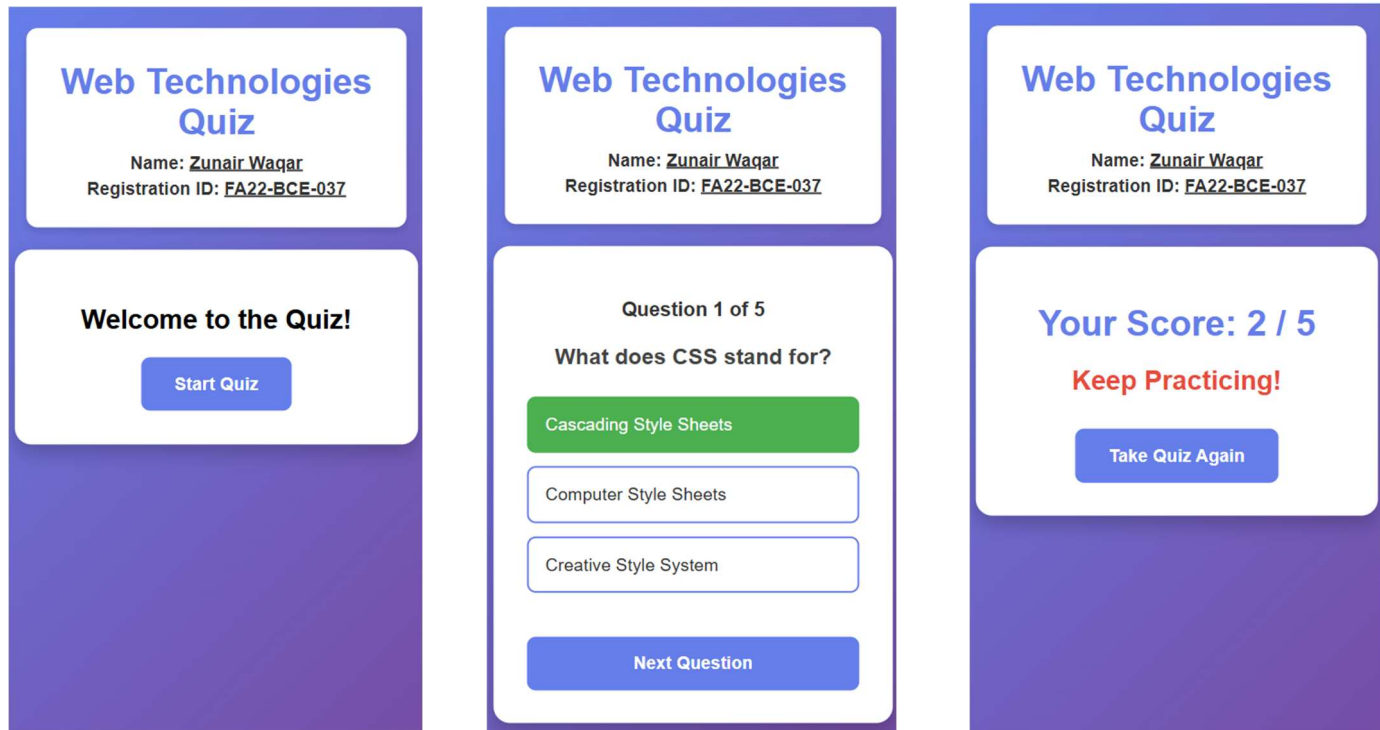 Web Technologies
Quiz
Name: Zunair Waqar
Registration ID: FA22-BCE-037
Welcome to the Quiz!
Start Quiz
Web Technologies
Quiz
Name: Zunair Waqar
Registration ID: FA22-BCE-037
Question 1 of 5
What does CSS stand for?
Cascading Style Sheets
Computer Style Sheets
Creative Style System
Next Question
Web Technologies
Quiz
Name: Zunair Waqar
Registration ID: FA22-BCE-037
Your Score: 2 / 5
Keep Practicing!
Take Quiz Again